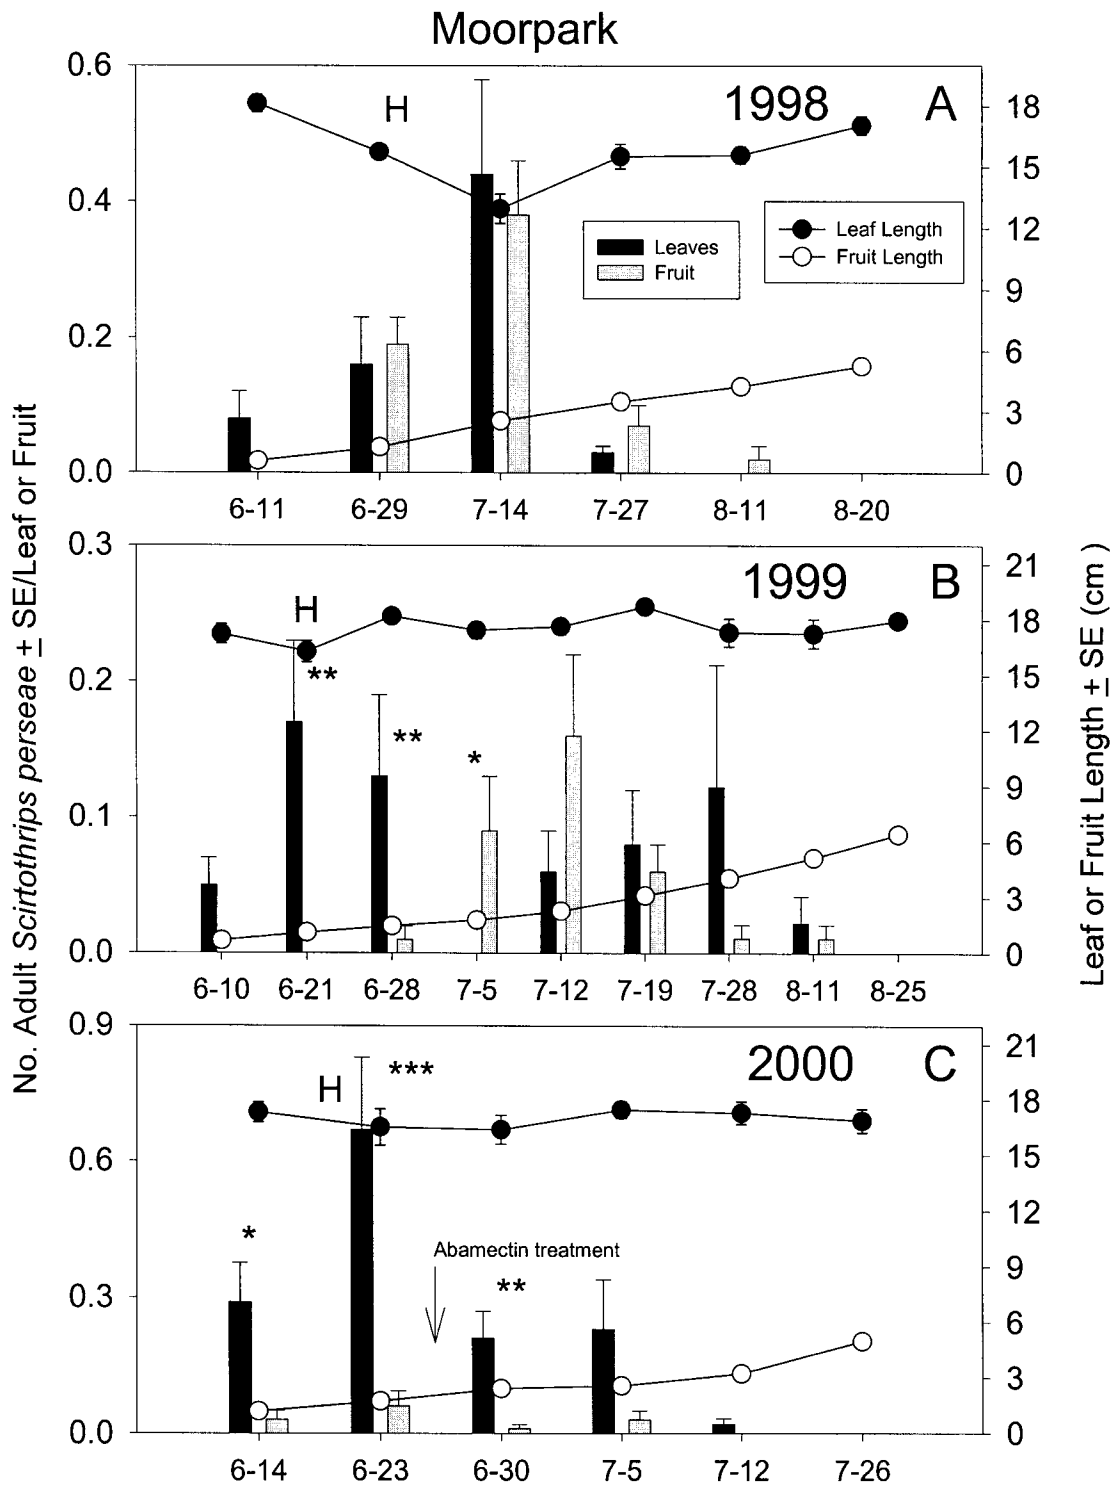 Moorpark
No. Adult Scirtothrips perseae ± SE/Leaf or Fruit
Leaf or Fruit Length ± SE (cm)
0.6
0.4
0.2
0.0
H
1998
A
Leaves
Fruit
Leaf Length
Fruit Length
18
15
12
9
6
3
0
6-11 6-29 7-14 7-27 8-11 8-20
0.3
0.2
0.1
0.0
H
**
**
*
1999
B
21
18
15
12
9
6
3
0
6-10 6-21 6-28 7-5 7-12 7-19 7-28 8-11 8-25
0.9
0.6
0.3
0.0
H
***
*
Abamectin treatment
**
2000
C
21
18
15
12
9
6
3
0
6-14 6-23 6-30 7-5 7-12 7-26